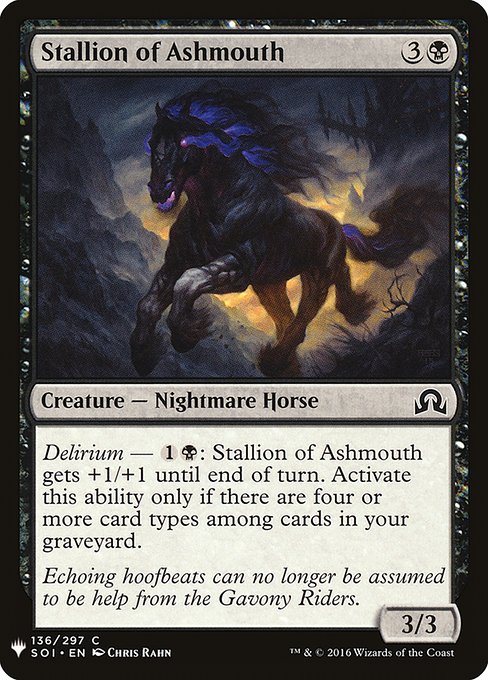 Stallion of Ashmouth 3
Creature — Nightmare Horse
Delirium — 1 : Stallion of Ashmouth
gets +1/+1 until end of turn. Activate
this ability only if there are four or
more card types among cards in your
graveyard.
Echoing hoofbeats can no longer be assumed
to be help from the Gavony Riders.
3/3
136/297 C
SOI • EN Chris Rahn
™ & © 2016 Wizards of the Coast